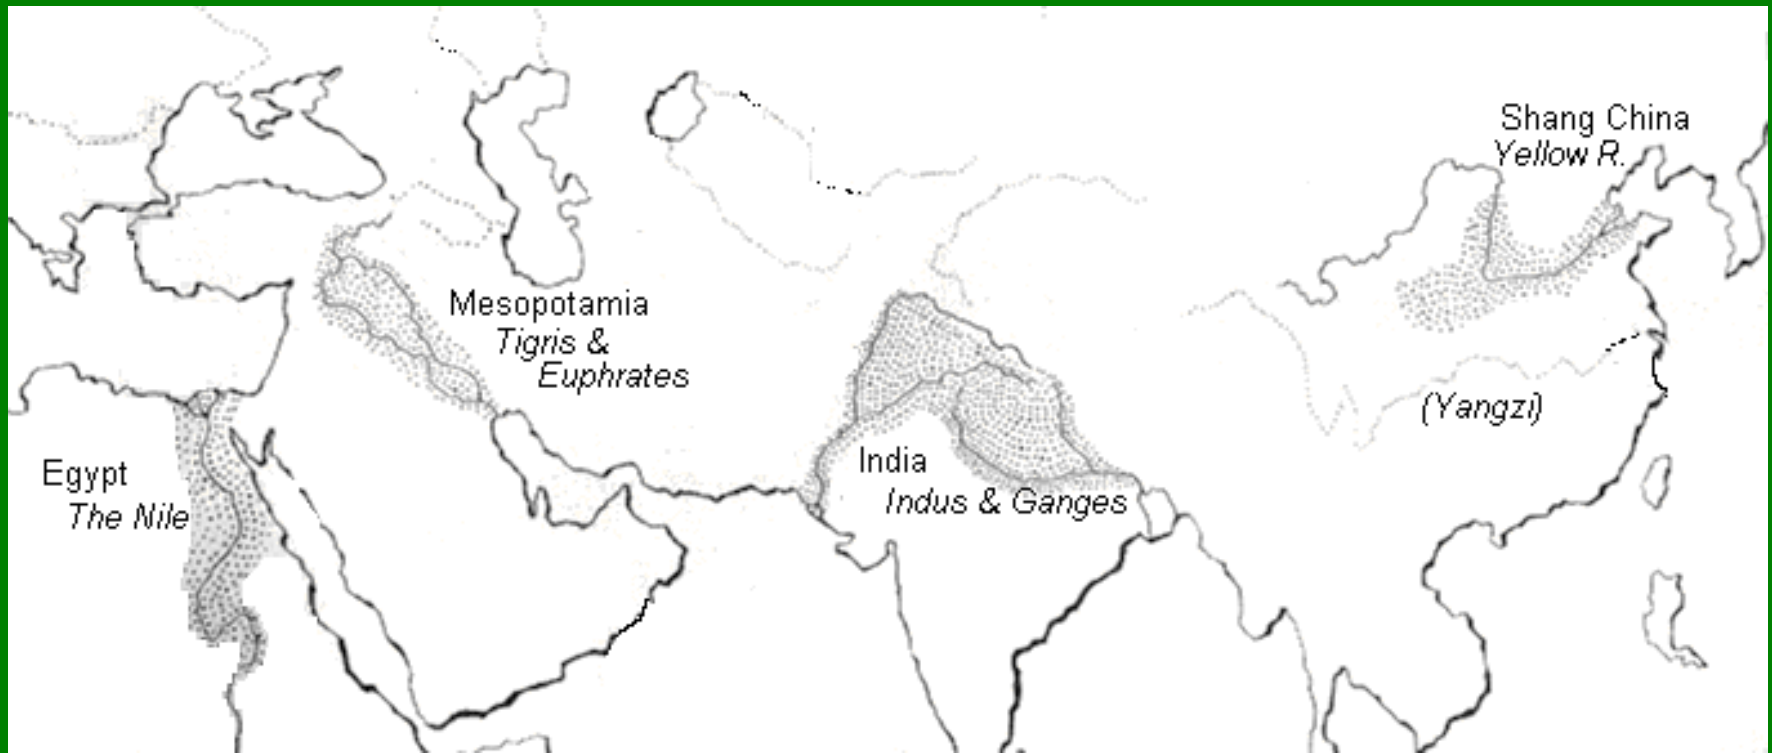 Shang China
Yellow R.
Mesopotamia
Tigris &
Euphrates
(Yangzi)
Egypt
The Nile
India
Indus & Ganges